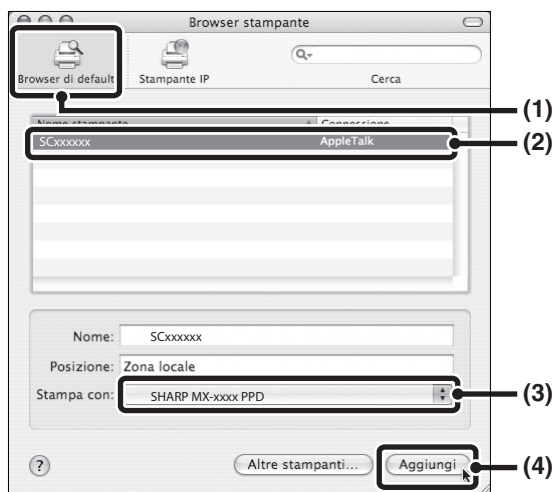 Browser stampante
Browser di default
Stampante IP
Cerca
(1)
Nome stampante
Connessione
SCxxxxxx
AppleTalk
(2)
Nome: SCxxxxxx
Posizione: Zona locale
Stampa con: SHARP MX-xxxx PPD
(3)
?
Altre stampanti...
Aggiungi
(4)